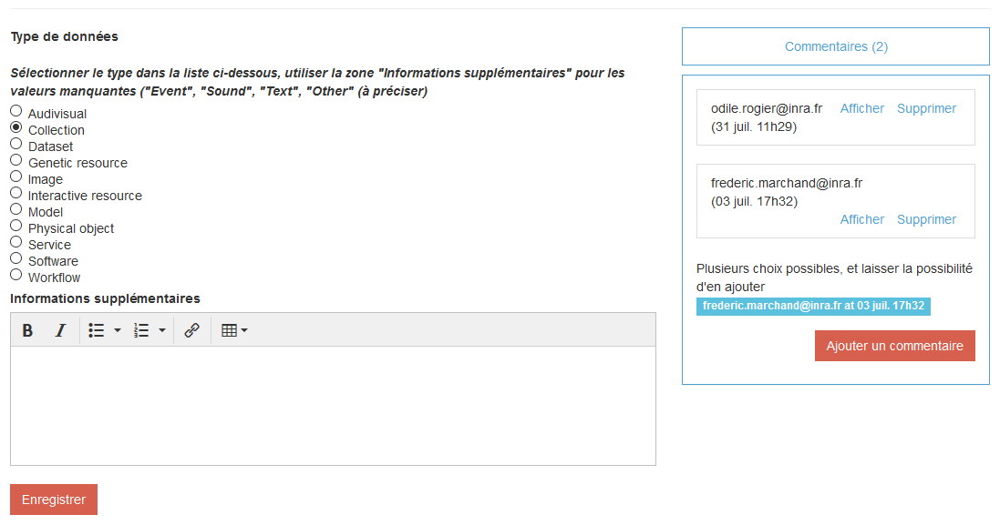 Type de données
Sélectionner le type dans la liste ci-dessous, utiliser la zone "Informations supplémentaires" pour les
valeurs manquantes ("Event", "Sound", "Text", "Other" (à préciser)
Audivisual
Collection
Dataset
Genetic resource
Image
Interactive resource
Model
Physical object
Service
Software
Workflow
Informations supplémentaires
B I
Enregistrer
Commentaires (2)
odile.rogier@inra.fr Afficher Supprimer
(31 juil. 11h29)
frederic.marchand@inra.fr
(03 juil. 17h32)
Afficher Supprimer
Plusieurs choix possibles, et laisser la possibilité
d'en ajouter
frederic.marchand@inra.fr at 03 juil. 17h32
Ajouter un commentaire